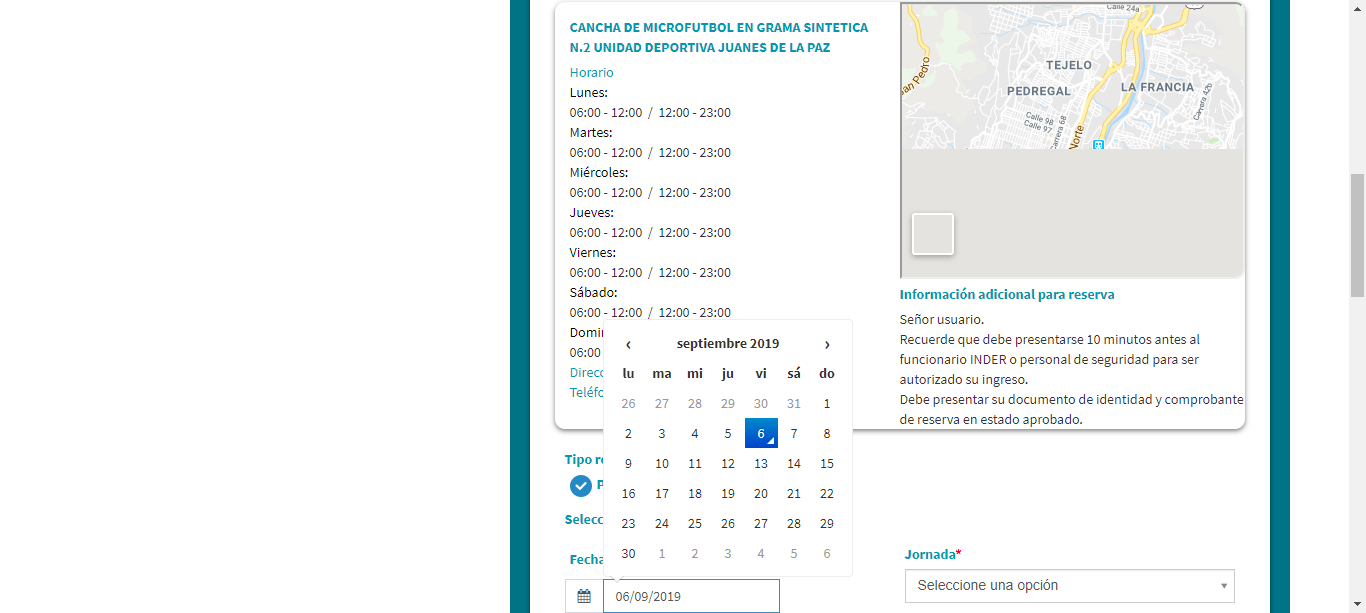 CANCHA DE MICROFUTBOL EN GRAMA SINTETICA
N.2 UNIDAD DEPORTIVA JUANES DE LA PAZ
Horario
Lunes:
06:00 - 12:00 / 12:00 - 23:00
Martes:
06:00 - 12:00 / 12:00 - 23:00
Miércoles:
06:00 - 12:00 / 12:00 - 23:00
Jueves:
06:00 - 12:00 / 12:00 - 23:00
Viernes:
06:00 - 12:00 / 12:00 - 23:00
Sábado:
06:00 - 12:00 / 12:00 - 23:00
Domin
06:00
Direcc
Teléfo
Calle 24a
San Pedro
TEJELO
PEDREGAL
LA FRANCIA
Calle 98
Calle 97
Carrera 68
Norte
Carrera 42b
Información adicional para reserva
Señor usuario.
Recuerde que debe presentarse 10 minutos antes al
funcionario INDER o personal de seguridad para ser
autorizado su ingreso.
Debe presentar su documento de identidad y comprobante
de reserva en estado aprobado.
‹ septiembre 2019 ›
lu ma mi ju vi sá do
26 27 28 29 30 31 1
2 3 4 5 6 7 8
9 10 11 12 13 14 15
16 17 18 19 20 21 22
23 24 25 26 27 28 29
30 1 2 3 4 5 6
Tipo re
P
Selecc
Fecha
06/09/2019
Jornada*
Seleccione una opción